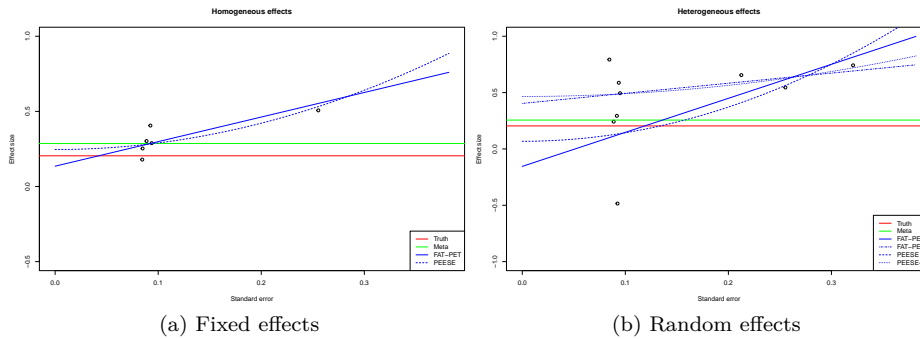 Homogeneous effects
Effect size
1.0
0.5
0.0
−0.5
0.0
0.1
0.2
0.3
Standard error
Truth
Meta
FAT−PET
PEESE
(a) Fixed effects
Heterogeneous effects
Effect size
1.0
0.5
0.0
−0.5
−1.0
0.0
0.1
0.2
0.3
Standard error
Truth
Meta
FAT−PE
FAT−PE
PEESE
PEESE−
(b) Random effects